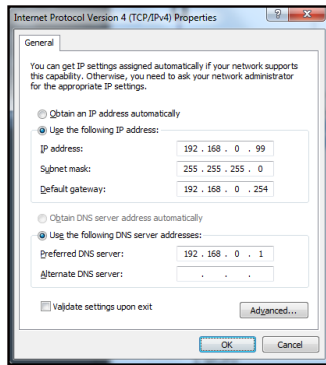 Internet Protocol Version 4 (TCP/IPv4) Properties
General
You can get IP settings assigned automatically if your network supports
this capability. Otherwise, you need to ask your network administrator
for the appropriate IP settings.
Obtain an IP address automatically
Use the following IP address:
IP address: 192 . 168 . 0 . 99
Subnet mask: 255 . 255 . 255 . 0
Default gateway: 192 . 168 . 0 . 254
Obtain DNS server address automatically
Use the following DNS server addresses:
Preferred DNS server: 192 . 168 . 0 . 1
Alternate DNS server: . . .
Validate settings upon exit
Advanced...
OK Cancel